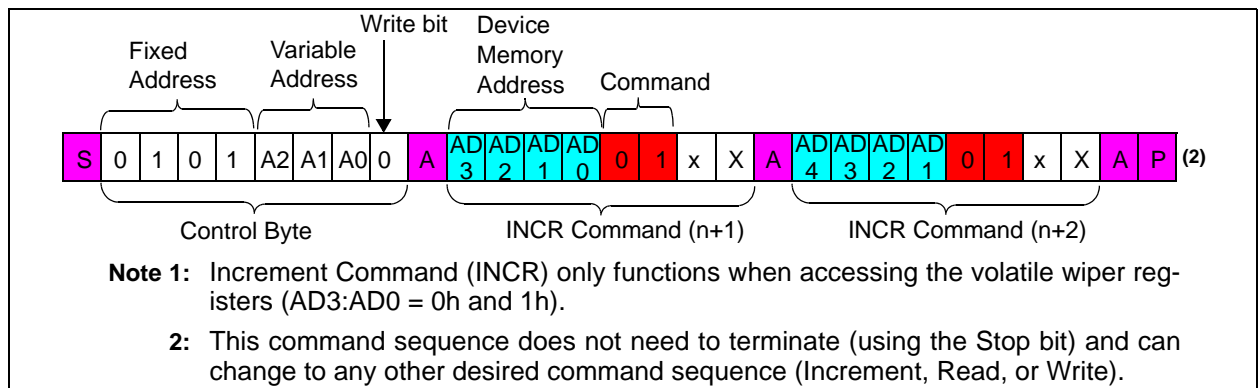 Write bit
Device
Memory
Address
Fixed
Address
Variable
Address
Command
S 0 1 0 1 A2 A1 A0 0 A AD3 AD2 AD1 AD0 0 1 x X A AD4 AD3 AD2 AD1 0 1 x X A P (2)
Control Byte
INCR Command (n+1)
INCR Command (n+2)
Note 1: Increment Command (INCR) only functions when accessing the volatile wiper reg-
isters (AD3:AD0 = 0h and 1h).
2: This command sequence does not need to terminate (using the Stop bit) and can
change to any other desired command sequence (Increment, Read, or Write).